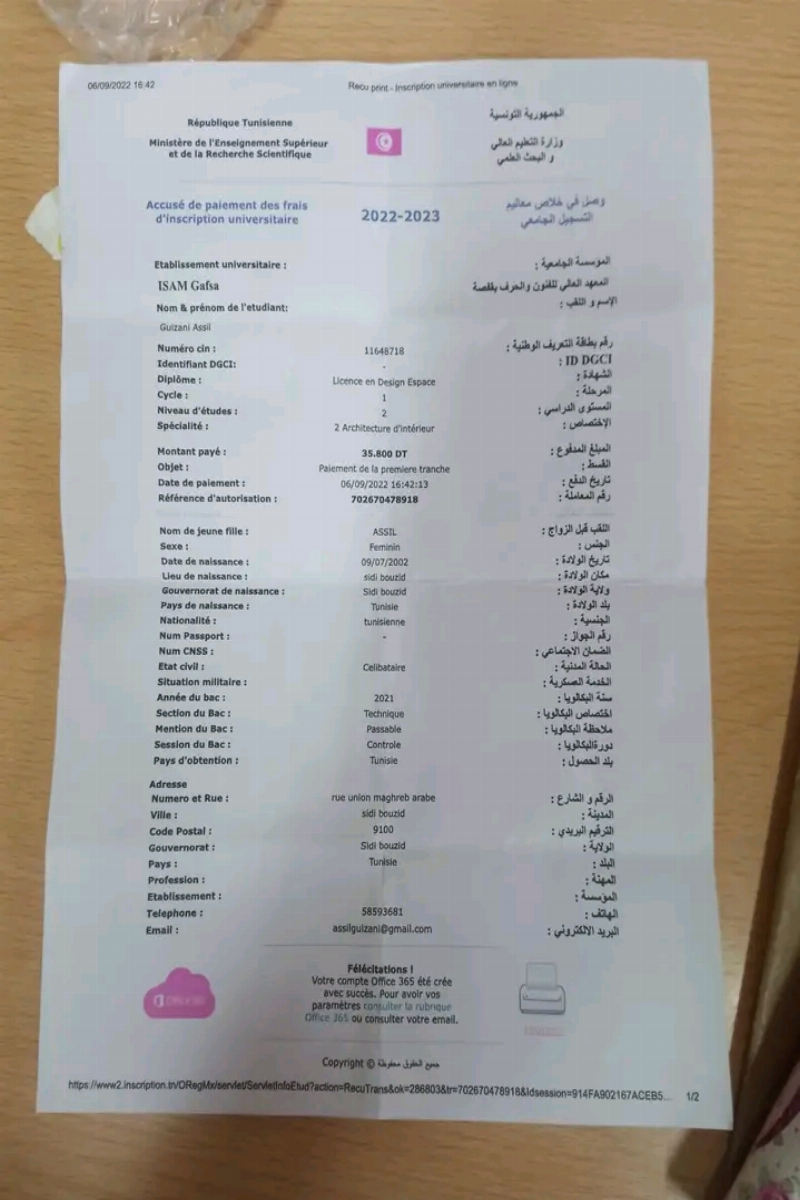 06/09/2022 16:42
Recu print - Inscription universitaire en ligne
République Tunisienne
الجمهورية التونسية
Ministère de l'Enseignement Supérieur
et de la Recherche Scientifique
وزارة التعليم العالي
و البحث العلمي
Accusé de paiement des frais
d'inscription universitaire
2022-2023
وصل في خلاص معاليم
التسجيل الجامعي
Etablissement universitaire : المؤسسة الجامعية :
ISAM Gafsa المعهد العالي للفنون والحرف بقفصة
Nom & prénom de l'etudiant: الإسم و اللقب :
Guizani Assil
Numéro cin : 11648718 رقم بطاقة التعريف الوطنية :
Identifiant DGCI: - ID DGCI :
Diplôme : Licence en Design Espace الشهادة :
Cycle : 1 المرحلة :
Niveau d'études : 2 المستوى الدراسي :
Spécialité : 2 Architecture d'intérieur الإختصاص :
Montant payé : 35.800 DT المبلغ المدفوع :
Objet : Paiement de la premiere tranche القسط :
Date de paiement : 06/09/2022 16:42:13 تاريخ الدفع :
Référence d'autorisation : 702670478918 رقم المعاملة :
Nom de jeune fille : ASSIL اللقب قبل الزواج :
Sexe : Feminin الجنس :
Date de naissance : 09/07/2002 تاريخ الولادة :
Lieu de naissance : sidi bouzid مكان الولادة :
Gouvernorat de naissance : Sidi bouzid ولاية الولادة :
Pays de naissance : Tunisie بلد الولادة :
Nationalité : tunisienne الجنسية :
Num Passport : - رقم الجواز :
Num CNSS : الضمان الاجتماعي :
Etat civil : Celibataire الحالة المدنية :
Situation militaire : الخدمة العسكرية :
Année du bac : 2021 سنة البكالويا :
Section du Bac : Technique اختصاص البكالويا :
Mention du Bac : Passable ملاحظة البكالويا :
Session du Bac : Controle دورةالبكالويا :
Pays d'obtention : Tunisie بلد الحصول :
Adresse
Numero et Rue : rue union maghreb arabe الرقم و الشارع :
Ville : sidi bouzid المدينة :
Code Postal : 9100 الترقيم البريدي :
Gouvernorat : Sidi bouzid الولاية :
Pays : Tunisie البلد :
Profession : المهنة :
Etablissement : المؤسسة :
Telephone : 58593681 الهاتف :
Email : assilguizani@gmail.com البريد الالكتروني :
Félécitations !
Votre compte Office 365 été crée
avec succès. Pour avoir vos
paramètres consulter la rubrique
Office 365 ou consulter votre email.
Office 365
Copyright © جميع الحقوق محفوظة
https://www2.inscription.tn/ORegMx/servlet/ServletInfoEtud?action=RecuTrans&ok=286803&tr=702670478918&idsession=914FA902167ACEB5... 1/2